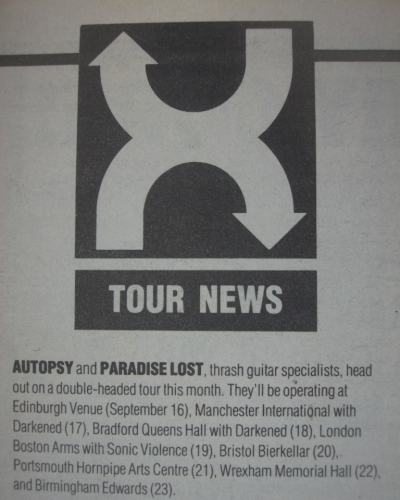 TOUR NEWS
AUTOPSY and PARADISE LOST, thrash guitar specialists, head
out on a double-headed tour this month. They'll be operating at
Edinburgh Venue (September 16), Manchester International with
Darkened (17), Bradford Queens Hall with Darkened (18), London
Boston Arms with Sonic Violence (19), Bristol Bierkellar (20),
Portsmouth Hornpipe Arts Centre (21), Wrexham Memorial Hall (22),
and Birmingham Edwards (23).